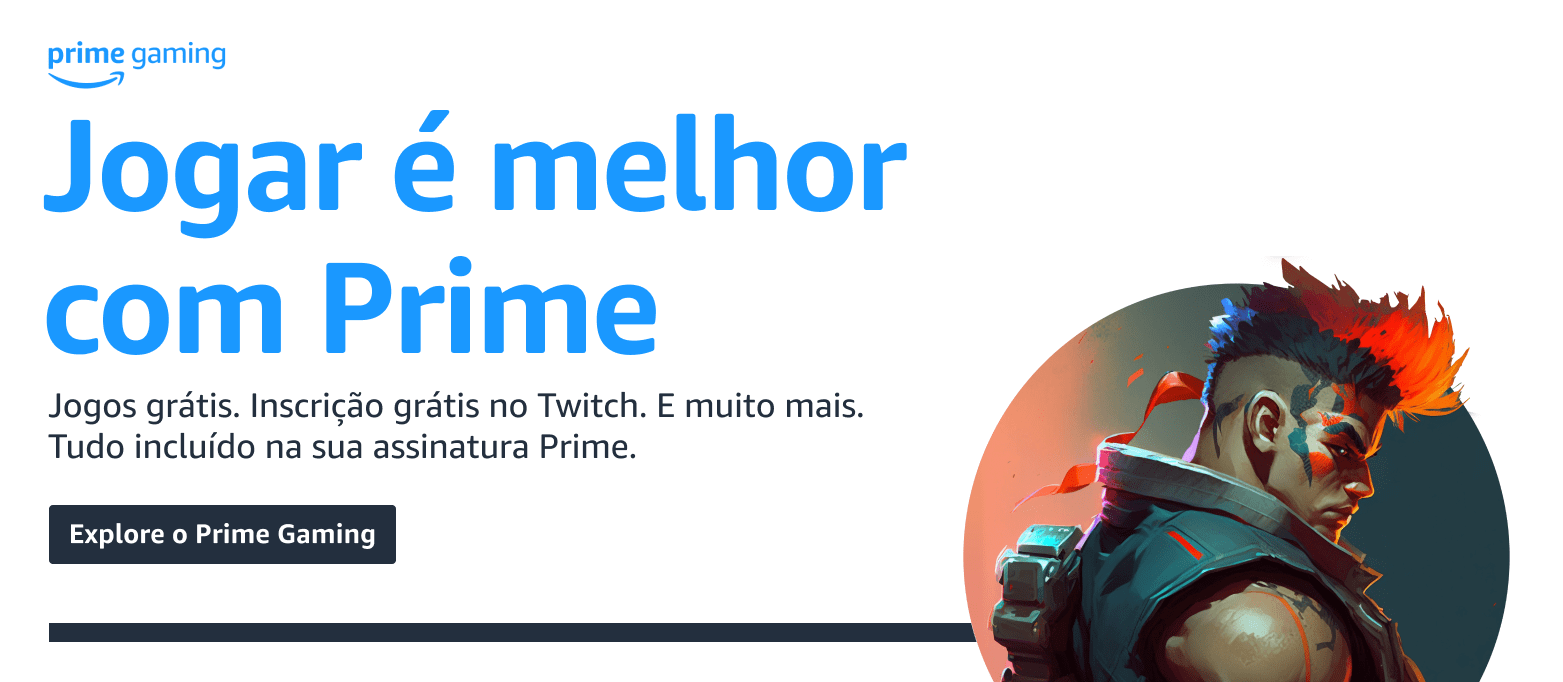 prime gaming
Jogar é melhor
com Prime
Jogos grátis. Inscrição grátis no Twitch. E muito mais.
Tudo incluído na sua assinatura Prime.
Explore o Prime Gaming